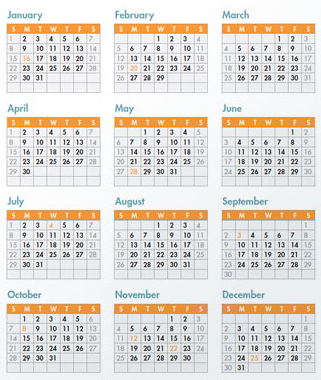 January
S M T W T F S
1 2 3 4 5 6 7
8 9 10 11 12 13 14
15 16 17 18 19 20 21
22 23 24 25 26 27 28
29 30 31
February
S M T W T F S
1 2 3 4
5 6 7 8 9 10 11
12 13 14 15 16 17 18
19 20 21 22 23 24 25
26 27 28 29
March
S M T W T F S
1 2 3
4 5 6 7 8 9 10
11 12 13 14 15 16 17
18 19 20 21 22 23 24
25 26 27 28 29 30 31
April
S M T W T F S
1 2 3 4 5 6 7
8 9 10 11 12 13 14
15 16 17 18 19 20 21
22 23 24 25 26 27 28
29 30
May
S M T W T F S
1 2 3 4 5
6 7 8 9 10 11 12
13 14 15 16 17 18 19
20 21 22 23 24 25 26
27 28 29 30 31
June
S M T W T F S
1 2
3 4 5 6 7 8 9
10 11 12 13 14 15 16
17 18 19 20 21 22 23
24 25 26 27 28 29 30
July
S M T W T F S
1 2 3 4 5 6 7
8 9 10 11 12 13 14
15 16 17 18 19 20 21
22 23 24 25 26 27 28
29 30 31
August
S M T W T F S
1 2 3 4
5 6 7 8 9 10 11
12 13 14 15 16 17 18
19 20 21 22 23 24 25
26 27 28 29 30 31
September
S M T W T F S
1
2 3 4 5 6 7 8
9 10 11 12 13 14 15
16 17 18 19 20 21 22
23 24 25 26 27 28 29
30
October
S M T W T F S
1 2 3 4 5 6
7 8 9 10 11 12 13
14 15 16 17 18 19 20
21 22 23 24 25 26 27
28 29 30 31
November
S M T W T F S
1 2 3
4 5 6 7 8 9 10
11 12 13 14 15 16 17
18 19 20 21 22 23 24
25 26 27 28 29 30
December
S M T W T F S
1
2 3 4 5 6 7 8
9 10 11 12 13 14 15
16 17 18 19 20 21 22
23 24 25 26 27 28 29
30 31